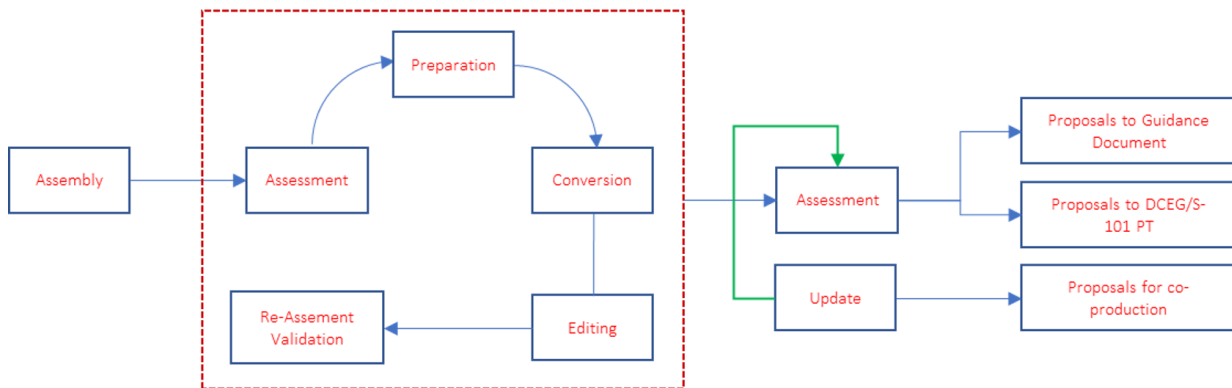 Preparation
Proposals to Guidance
Document
Assembly
Assessment
Conversion
Assessment
Proposals to DCEG/S-
101 PT
Re-Assement
Validation
Editing
Update
Proposals for co-
production